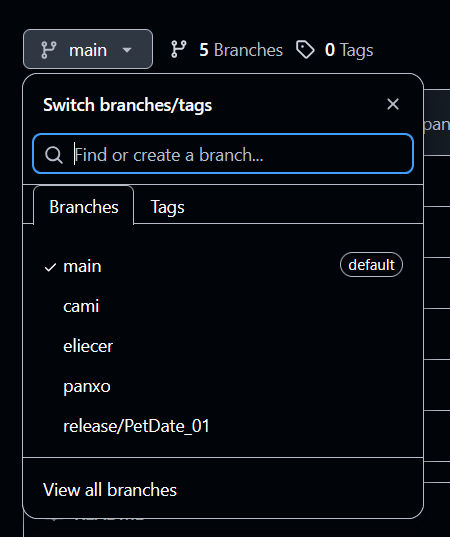 main 5 Branches 0 Tags
Switch branches/tags
Find or create a branch...
Branches Tags
main default
cami
eliecer
panxo
release/PetDate_01
View all branches